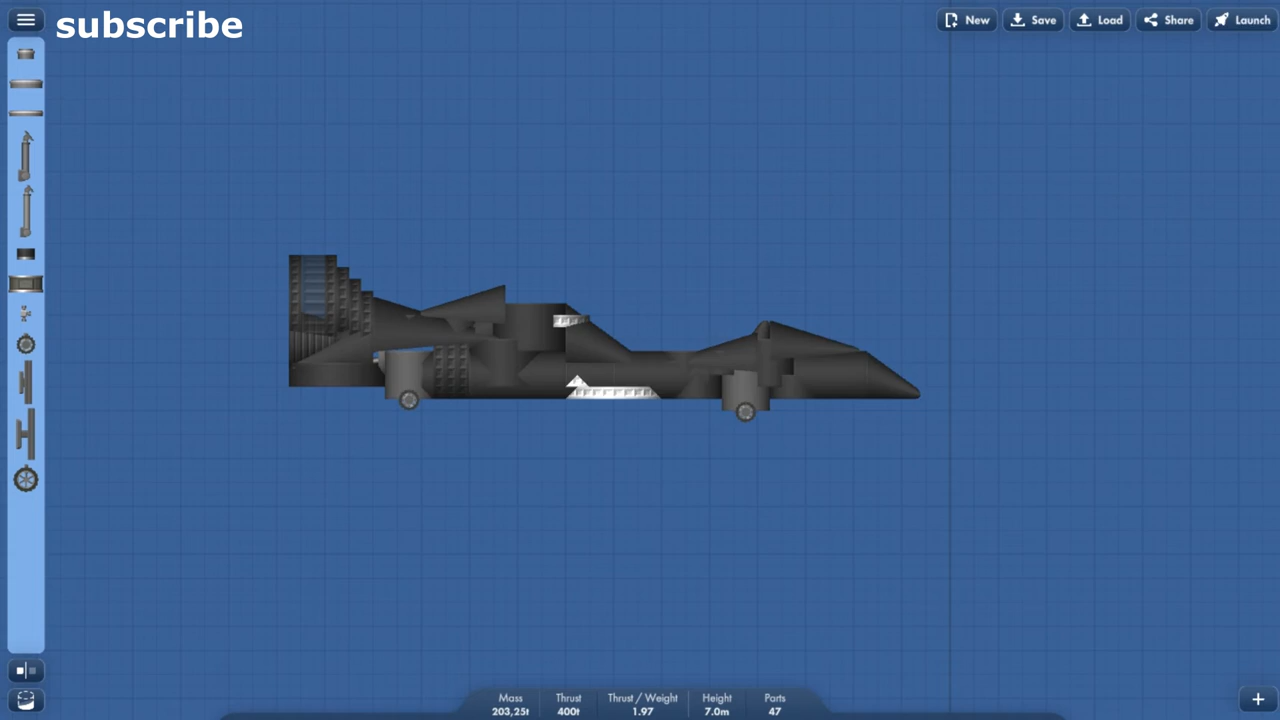 subscribe
New Save Load Share Launch
Mass Thrust Thrust / Weight Height Parts
203,25t 400t 1.97 7.0m 47